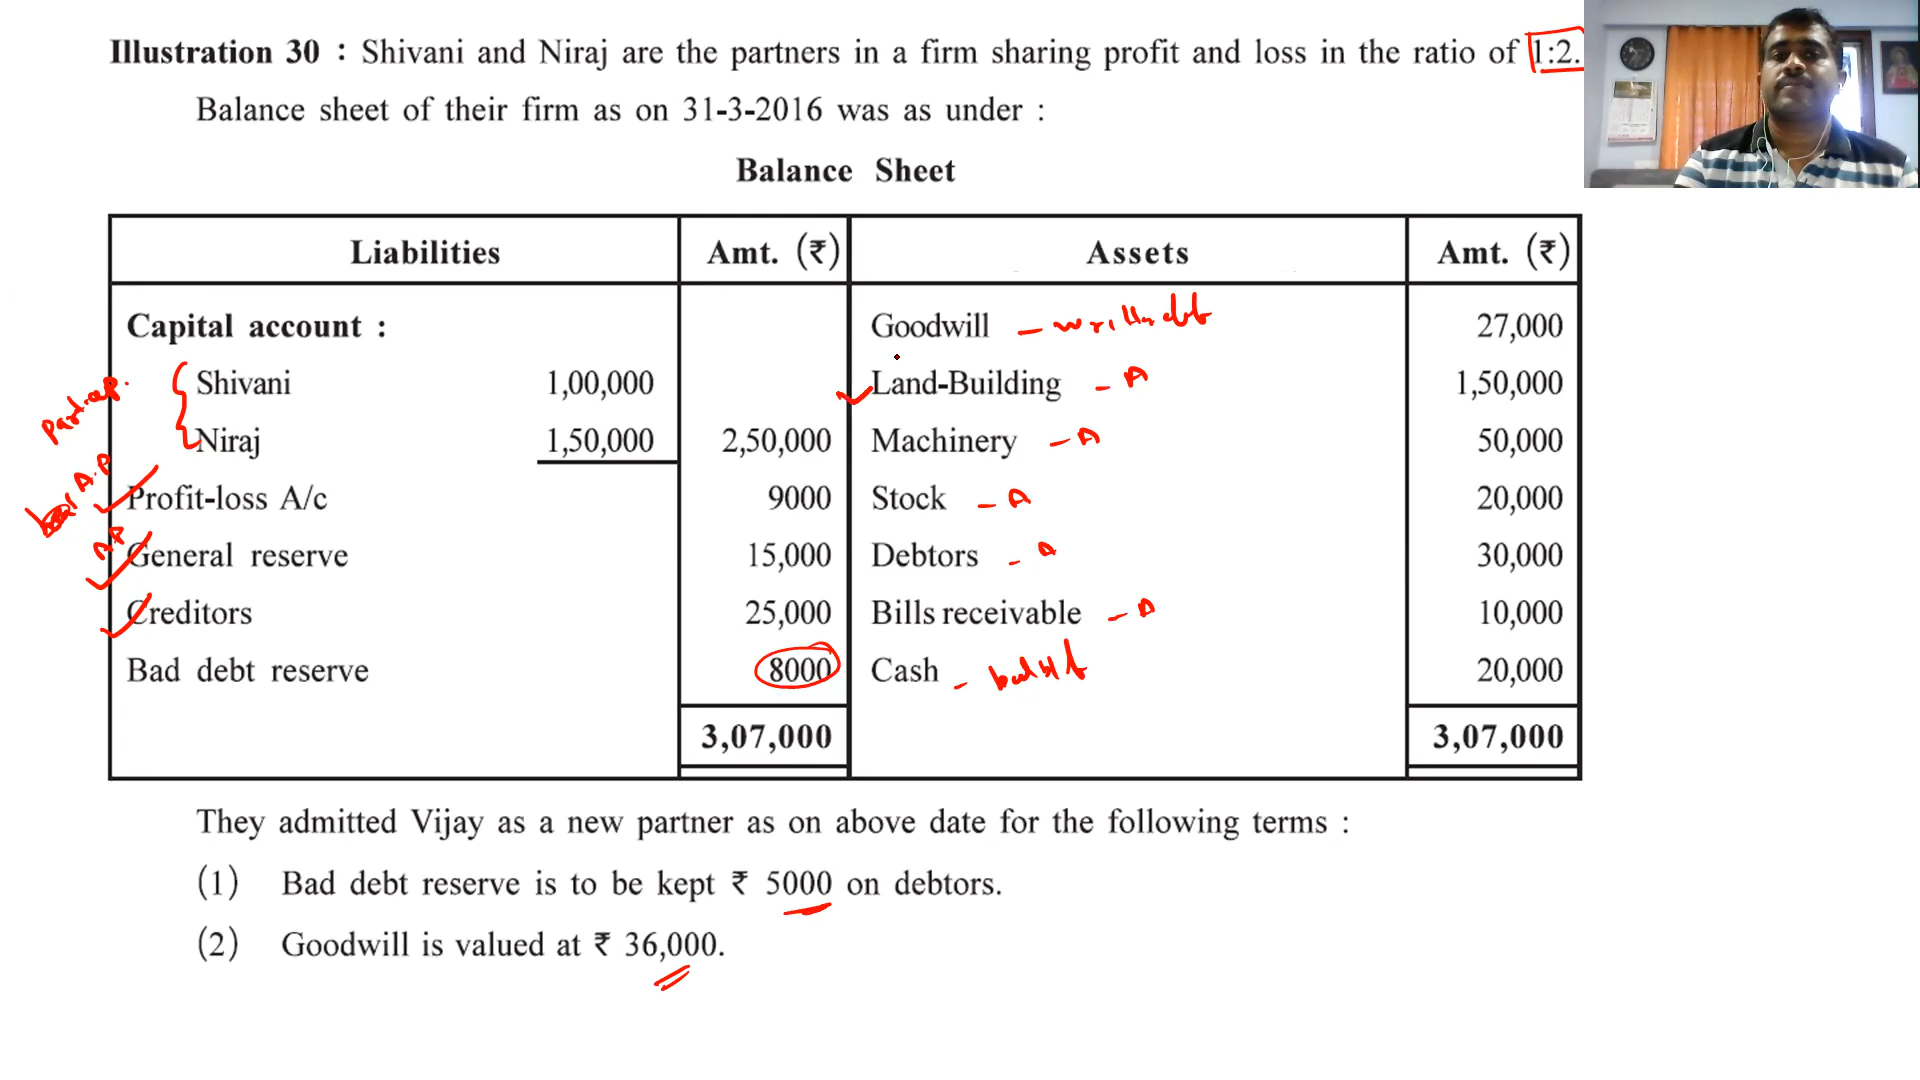 Illustration 30 : Shivani and Niraj are the partners in a firm sharing profit and loss in the ratio of 1:2.
Balance sheet of their firm as on 31-3-2016 was as under :
Balance Sheet
Liabilities Amt. (₹) Assets Amt. (₹)
Capital account : Goodwill 27,000
Shivani 1,00,000 Land-Building - A 1,50,000
Niraj 1,50,000 2,50,000 Machinery - A 50,000
A.P Profit-loss A/c 9000 Stock - A 20,000
A.P General reserve 15,000 Debtors - A 30,000
Creditors 25,000 Bills receivable - A 10,000
Bad debt reserve 8000 Cash 20,000
3,07,000 3,07,000
They admitted Vijay as a new partner as on above date for the following terms :
(1) Bad debt reserve is to be kept ₹ 5000 on debtors.
(2) Goodwill is valued at ₹ 36,000.